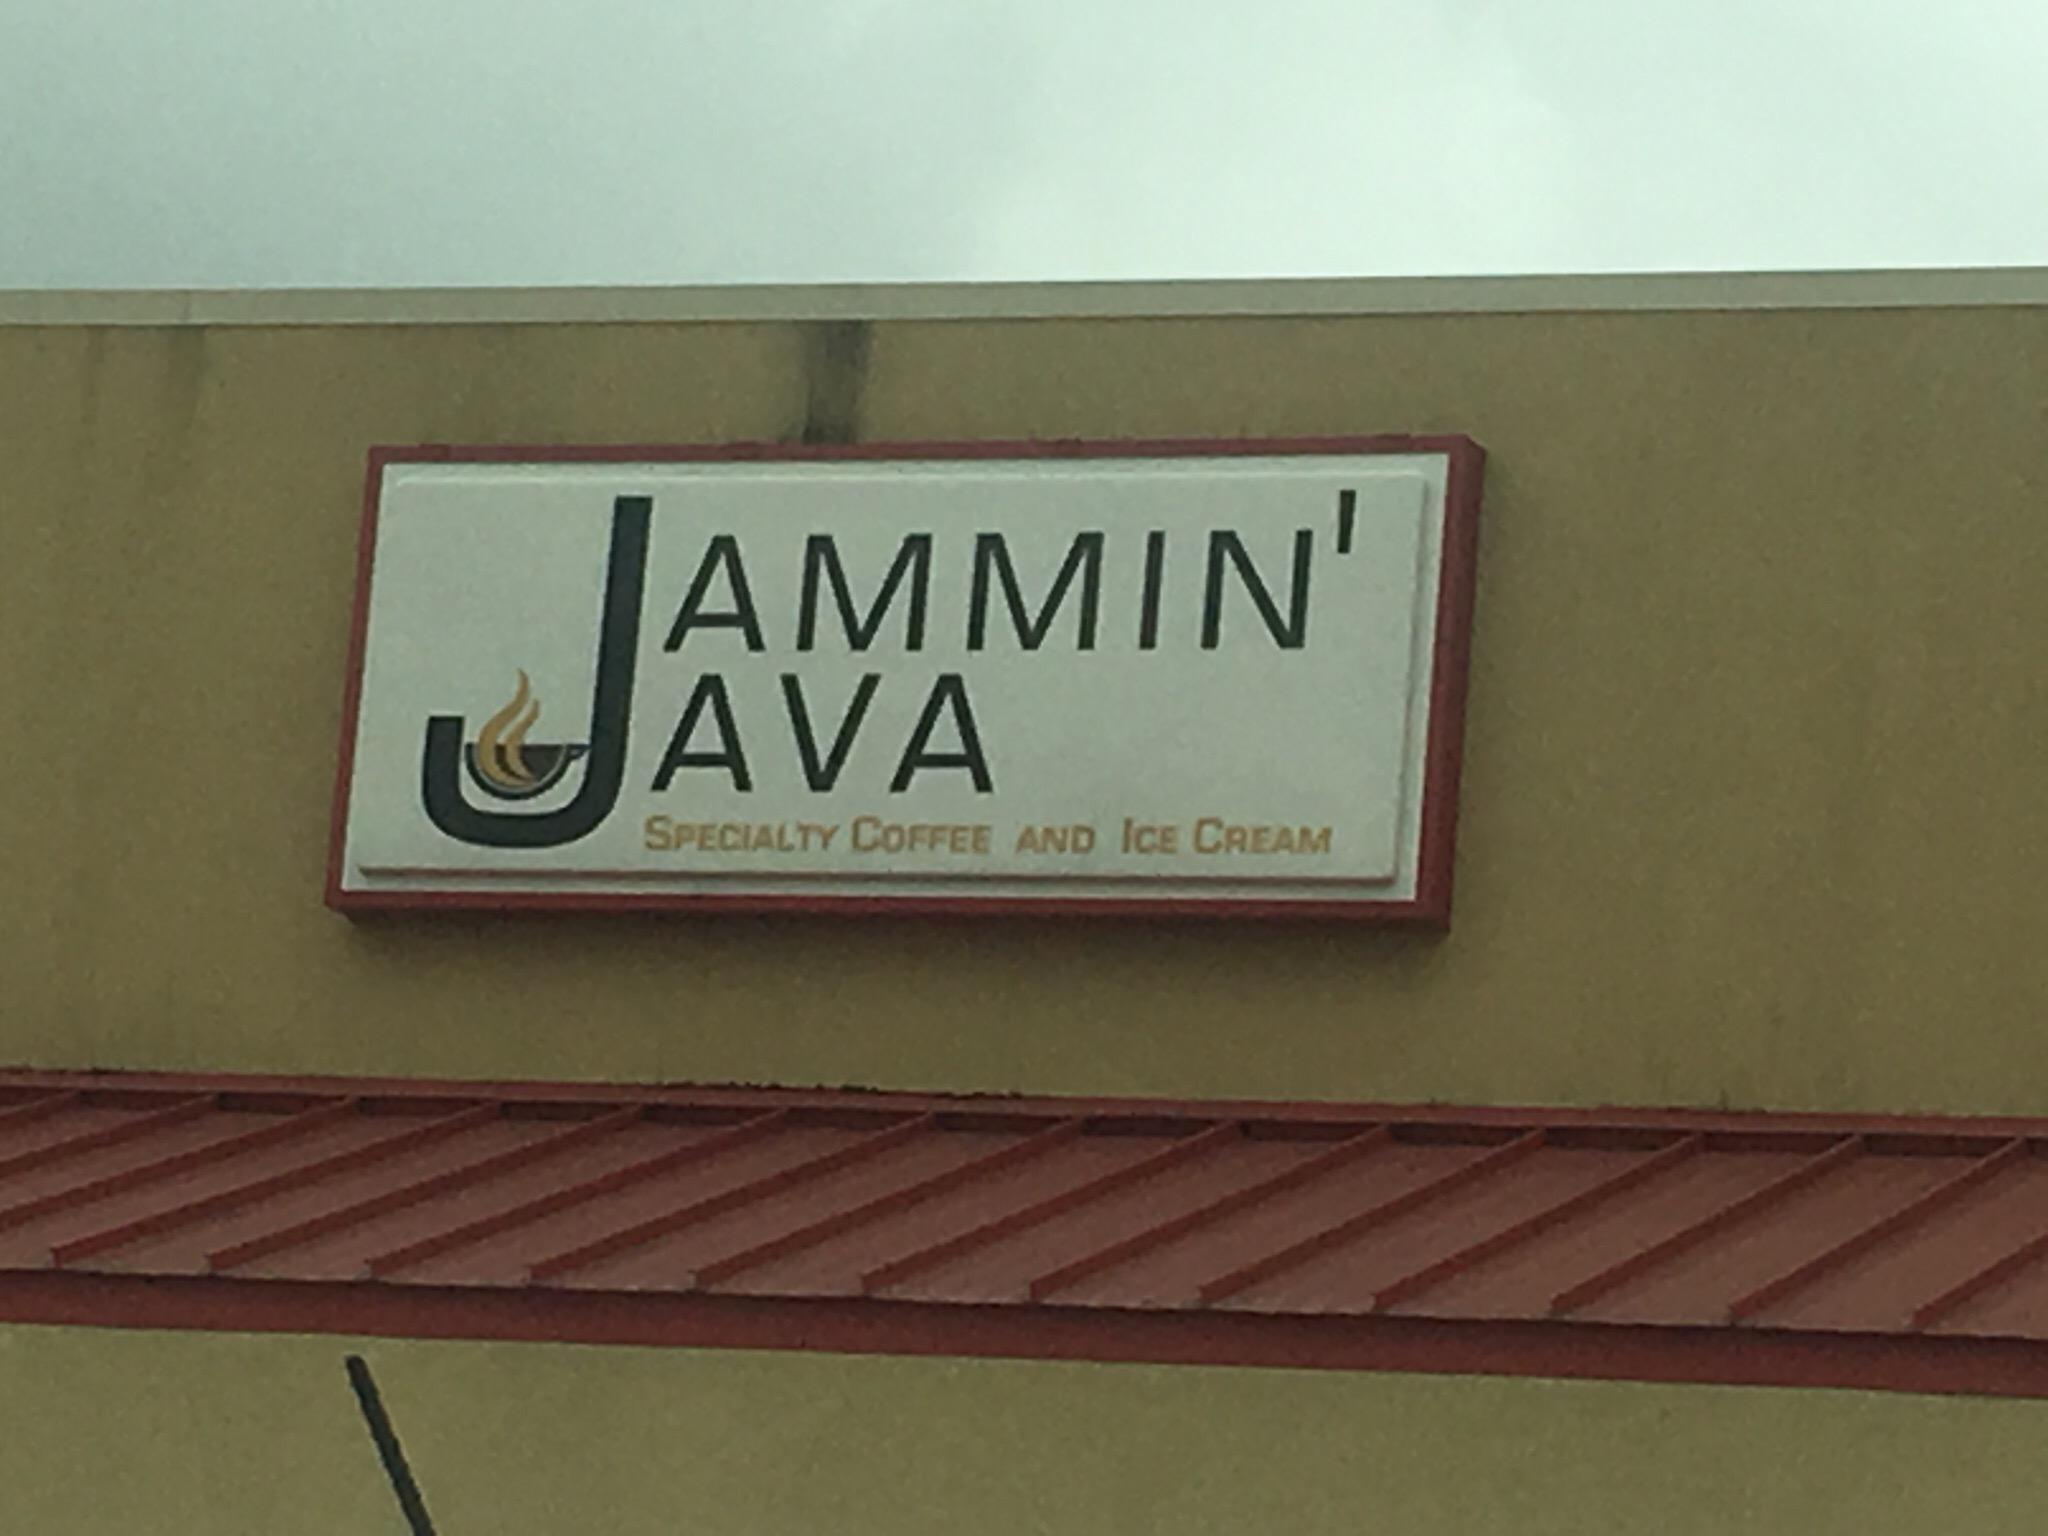 JAMMIN'
JAVA
SPECIALTY COFFEE AND ICE CREAM